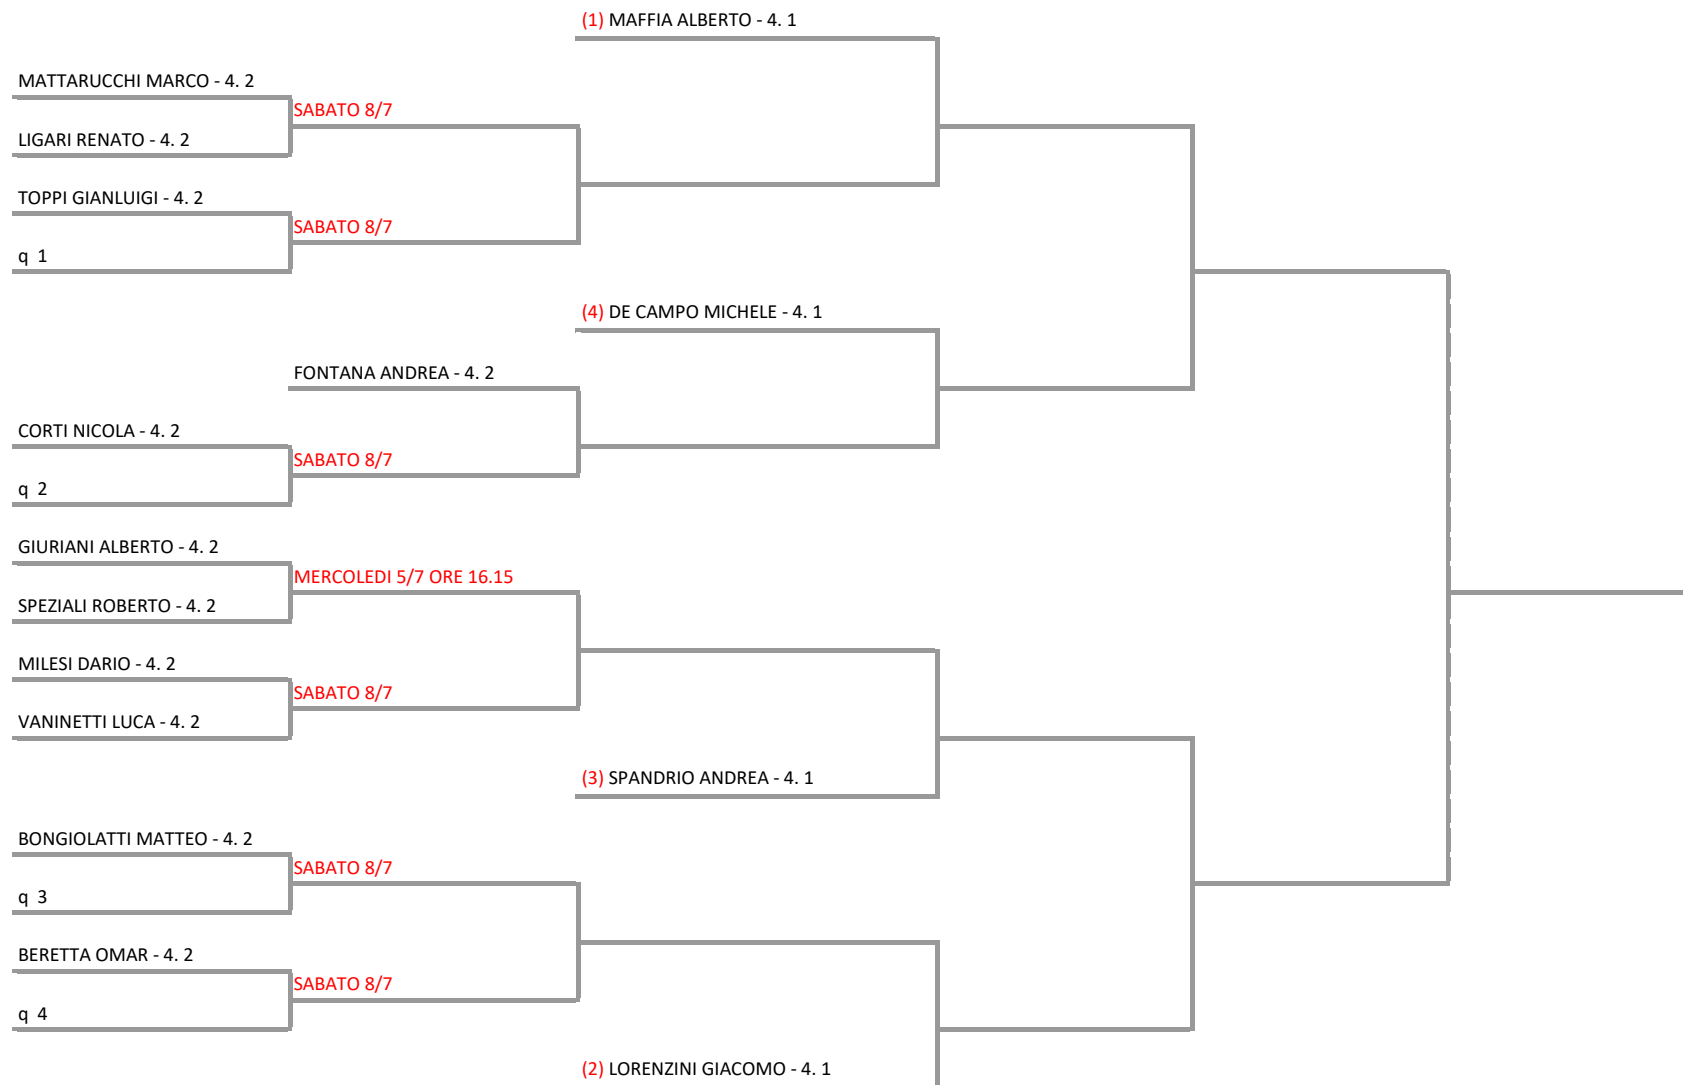 (1) MAFFIA ALBERTO - 4. 1
MATTARUCCHI MARCO - 4. 2
SABATO 8/7
LIGARI RENATO - 4. 2
TOPPI GIANLUIGI - 4. 2
SABATO 8/7
q 1
(4) DE CAMPO MICHELE - 4. 1
FONTANA ANDREA - 4. 2
CORTI NICOLA - 4. 2
SABATO 8/7
q 2
GIURIANI ALBERTO - 4. 2
MERCOLEDI 5/7 ORE 16.15
SPEZIALI ROBERTO - 4. 2
MILESI DARIO - 4. 2
SABATO 8/7
VANINETTI LUCA - 4. 2
(3) SPANDRIO ANDREA - 4. 1
BONGIOLATTI MATTEO - 4. 2
SABATO 8/7
q 3
BERETTA OMAR - 4. 2
SABATO 8/7
q 4
(2) LORENZINI GIACOMO - 4. 1